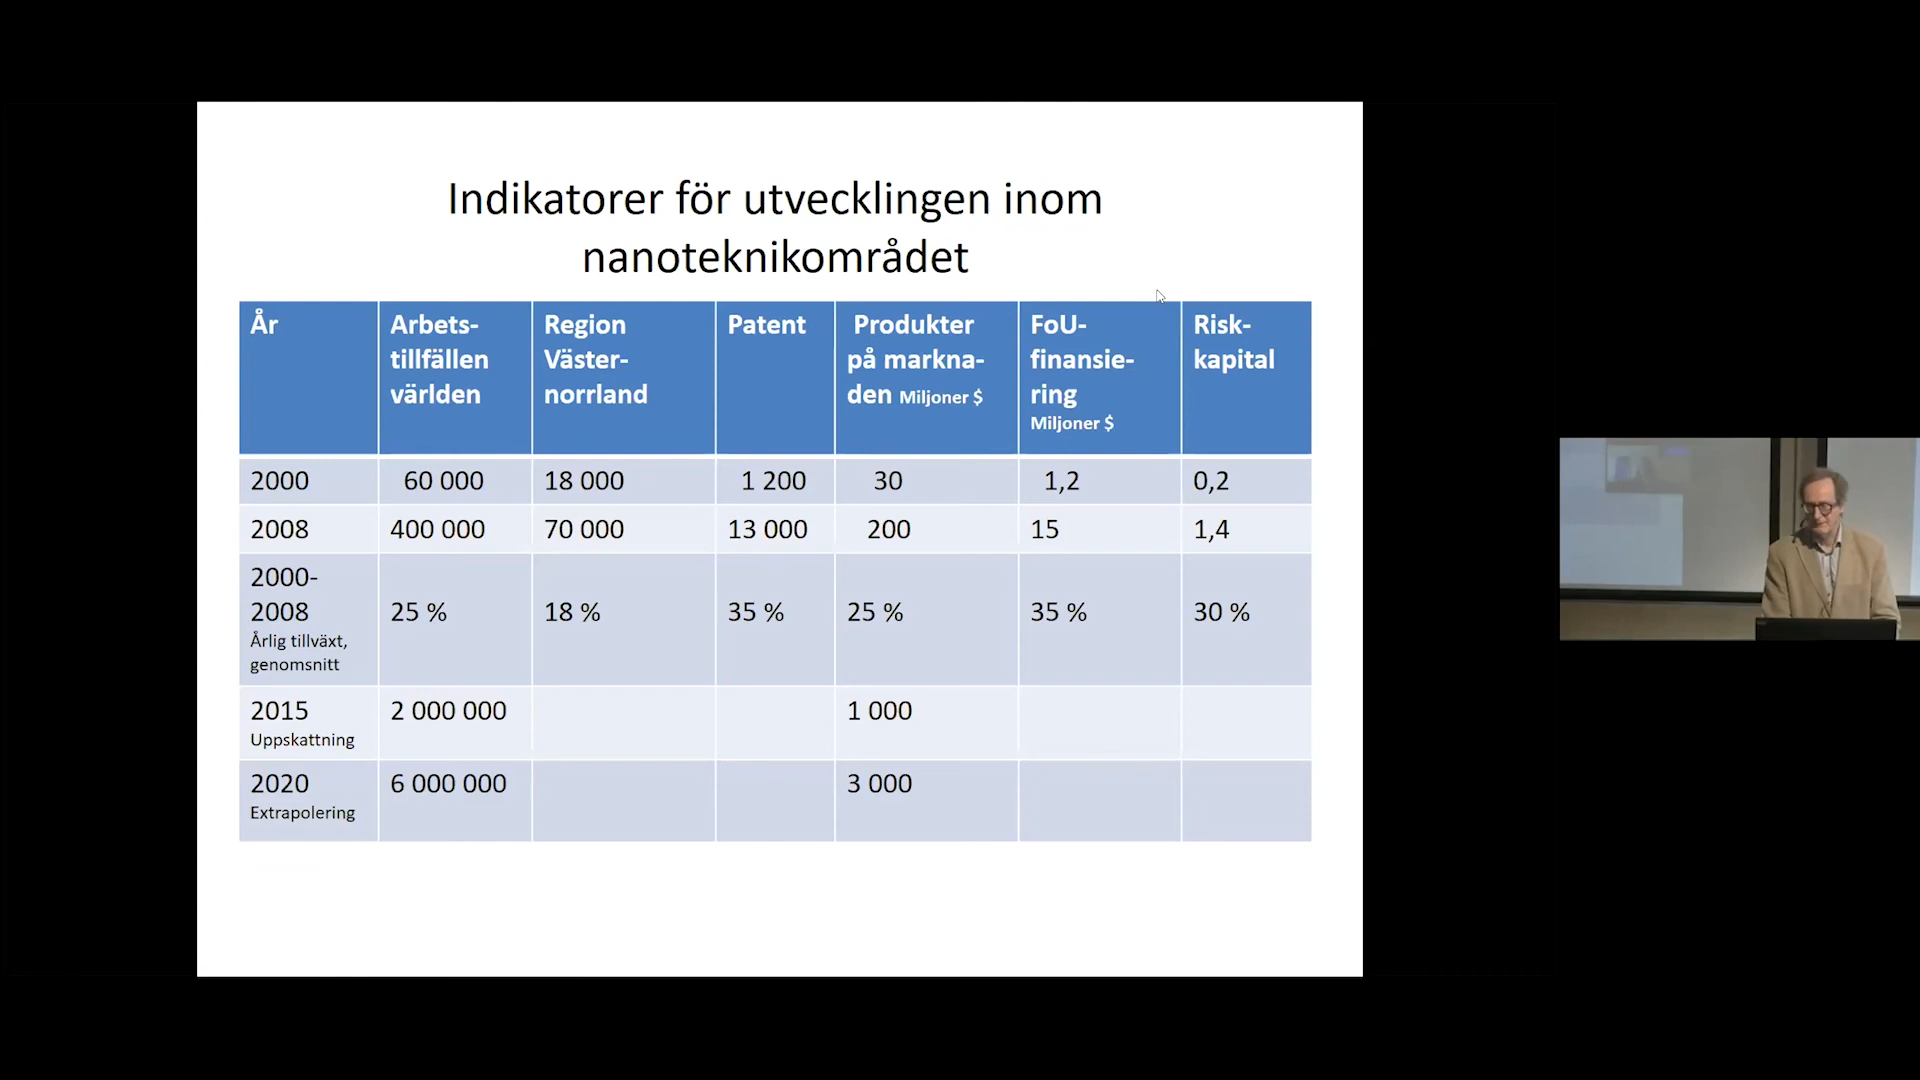 Indikatorer för utvecklingen inom
nanoteknikområdet
År
Arbets-
tillfällen
världen
Region
Väster-
norrland
Patent
Produkter
på markna-
den Miljoner $
FoU-
finansie-
ring
Miljoner $
Risk-
kapital
2000 60 000 18 000 1 200 30 1,2 0,2
2008 400 000 70 000 13 000 200 15 1,4
2000-
2008 25 % 18 % 35 % 25 % 35 % 30 %
Årlig tillväxt,
genomsnitt
2015 2 000 000 1 000
Uppskattning
2020 6 000 000 3 000
Extrapolering